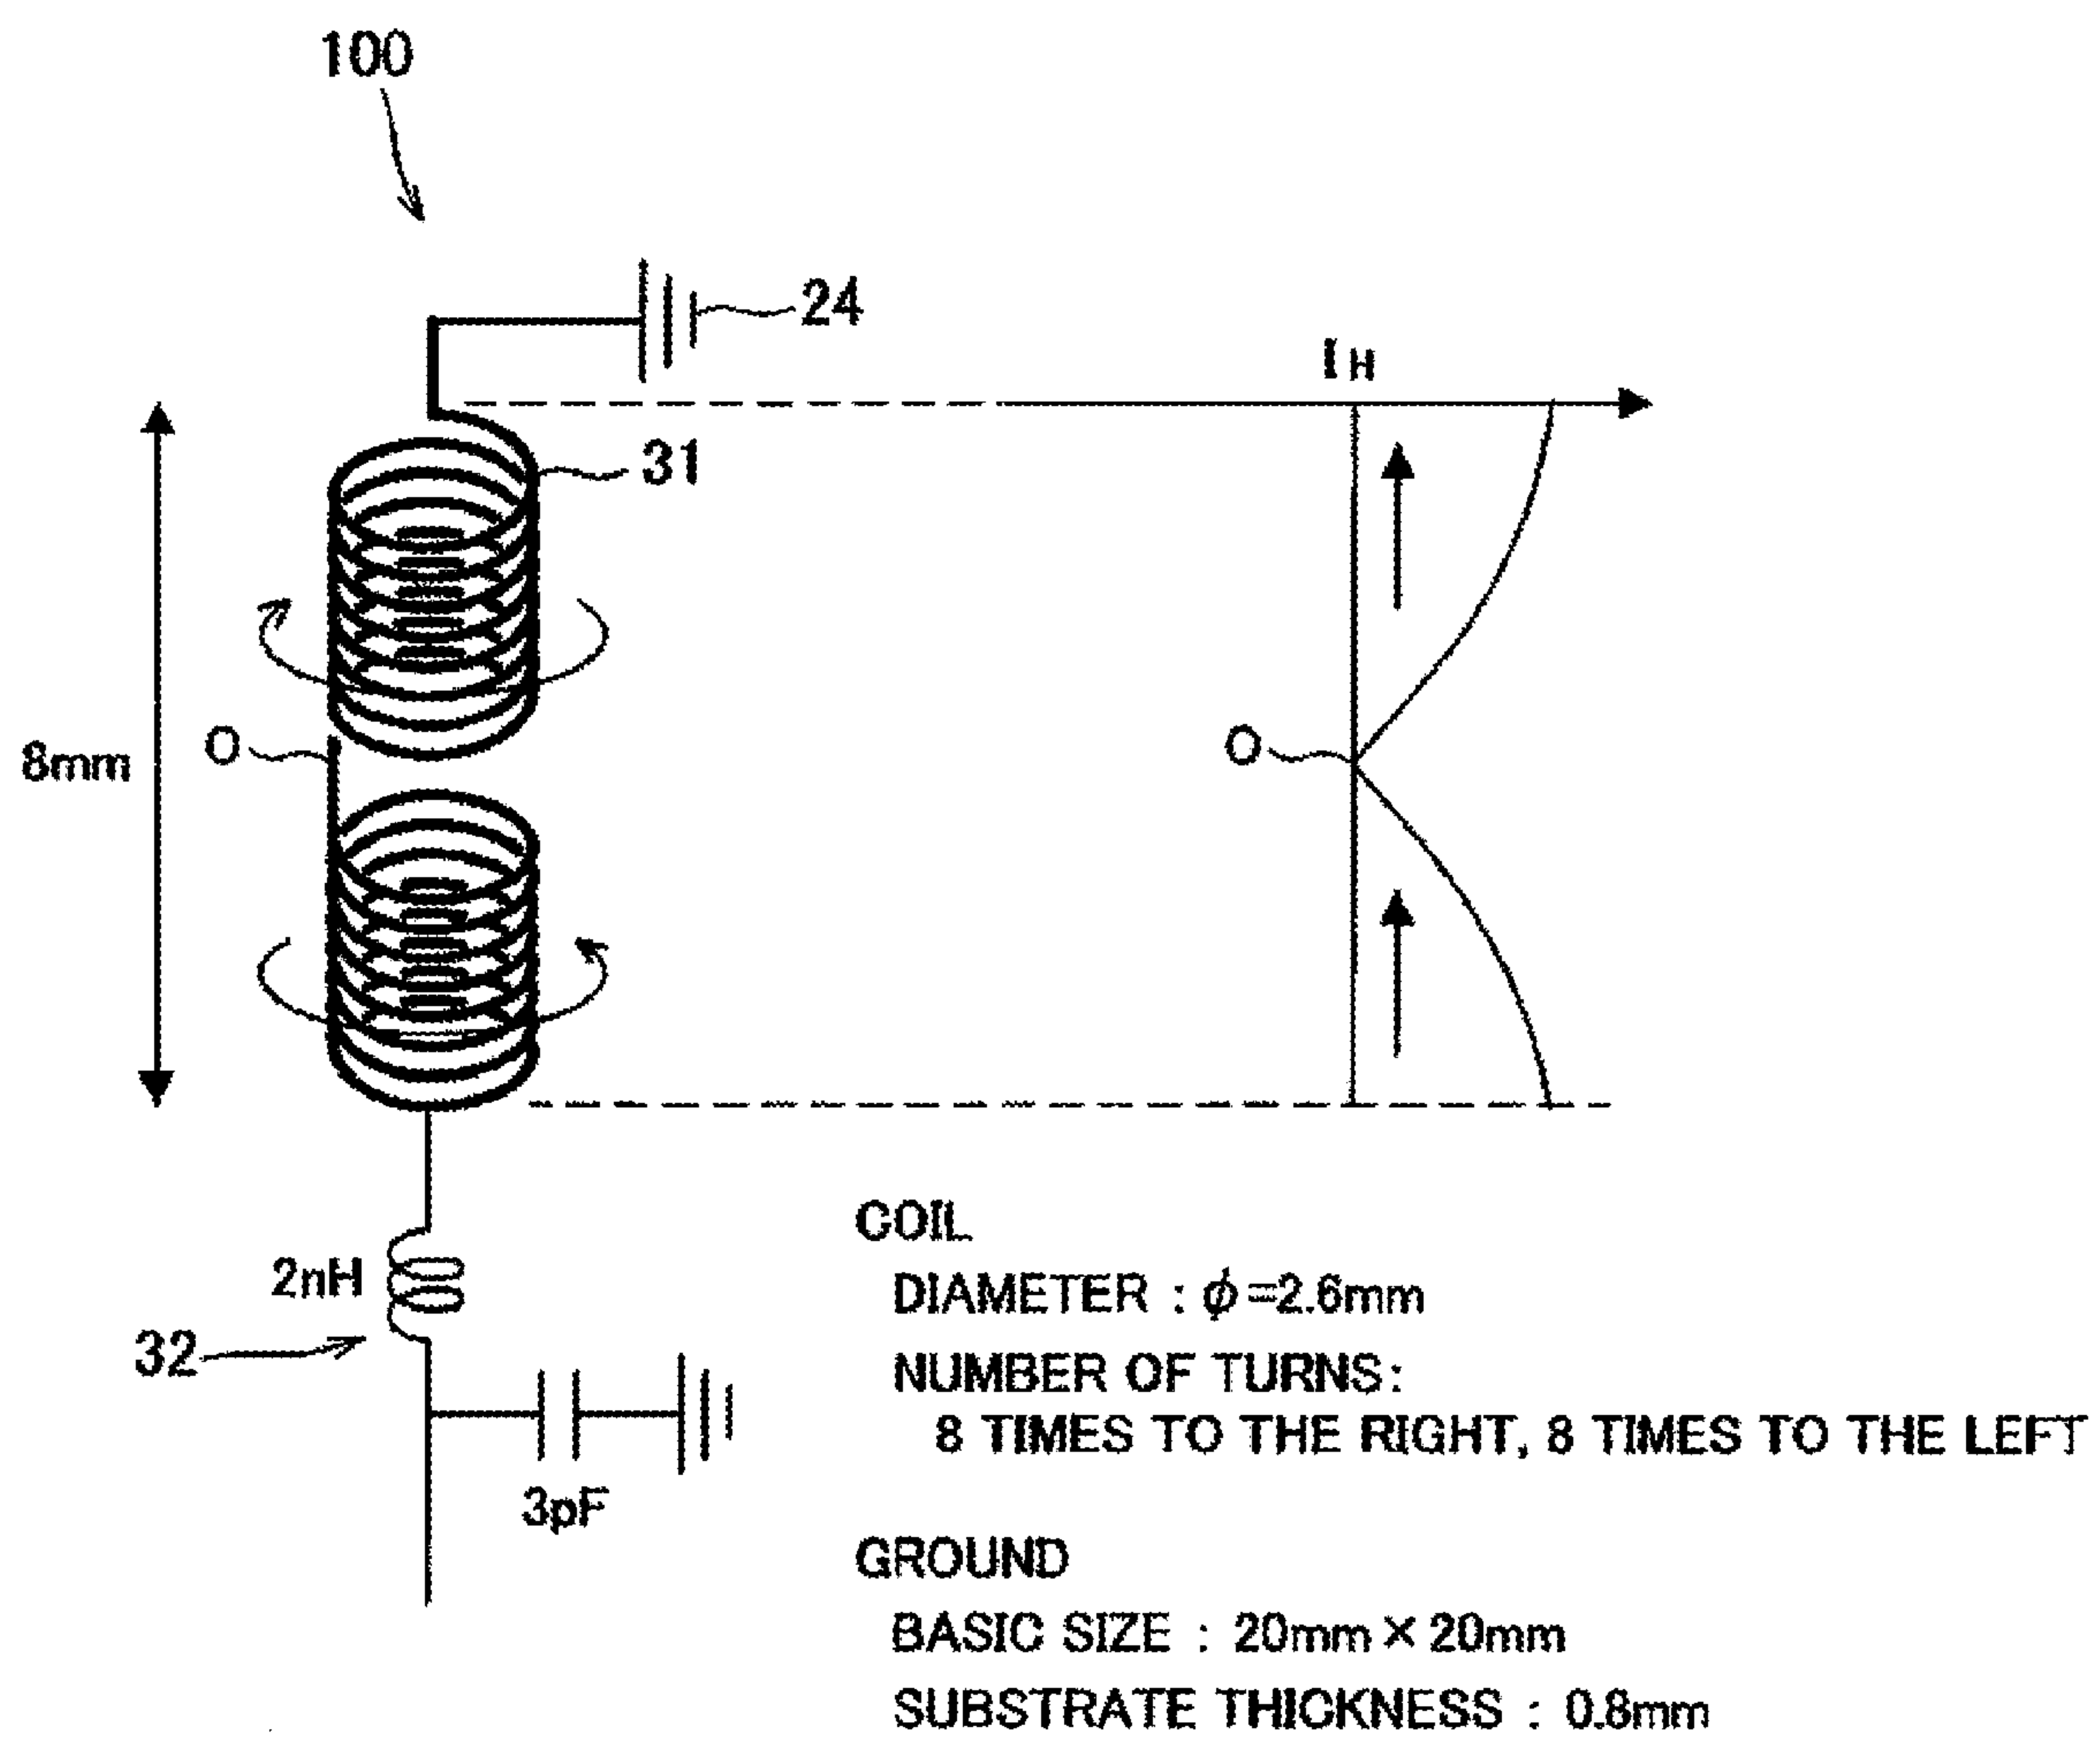 100
24
I H
31
O
O
8mm
2nH
32
3pF
COIL
DIAMETER : φ=2.6mm
NUMBER OF TURNS:
8 TIMES TO THE RIGHT, 8 TIMES TO THE LEFT
GROUND
BASIC SIZE : 20mm×20mm
SUBSTRATE THICKNESS : 0.8mm